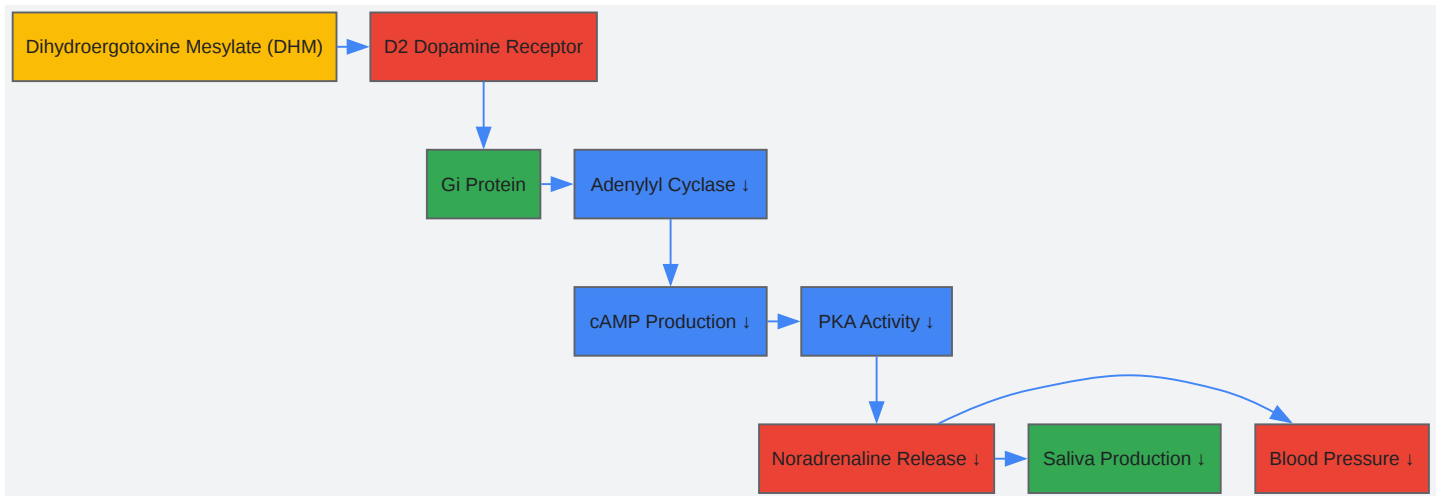 Dihydroergotoxine Mesylate (DHM)
D2 Dopamine Receptor
Gi Protein
Adenylyl Cyclase ↓
cAMP Production ↓
PKA Activity ↓
Noradrenaline Release ↓
Saliva Production ↓
Blood Pressure ↓